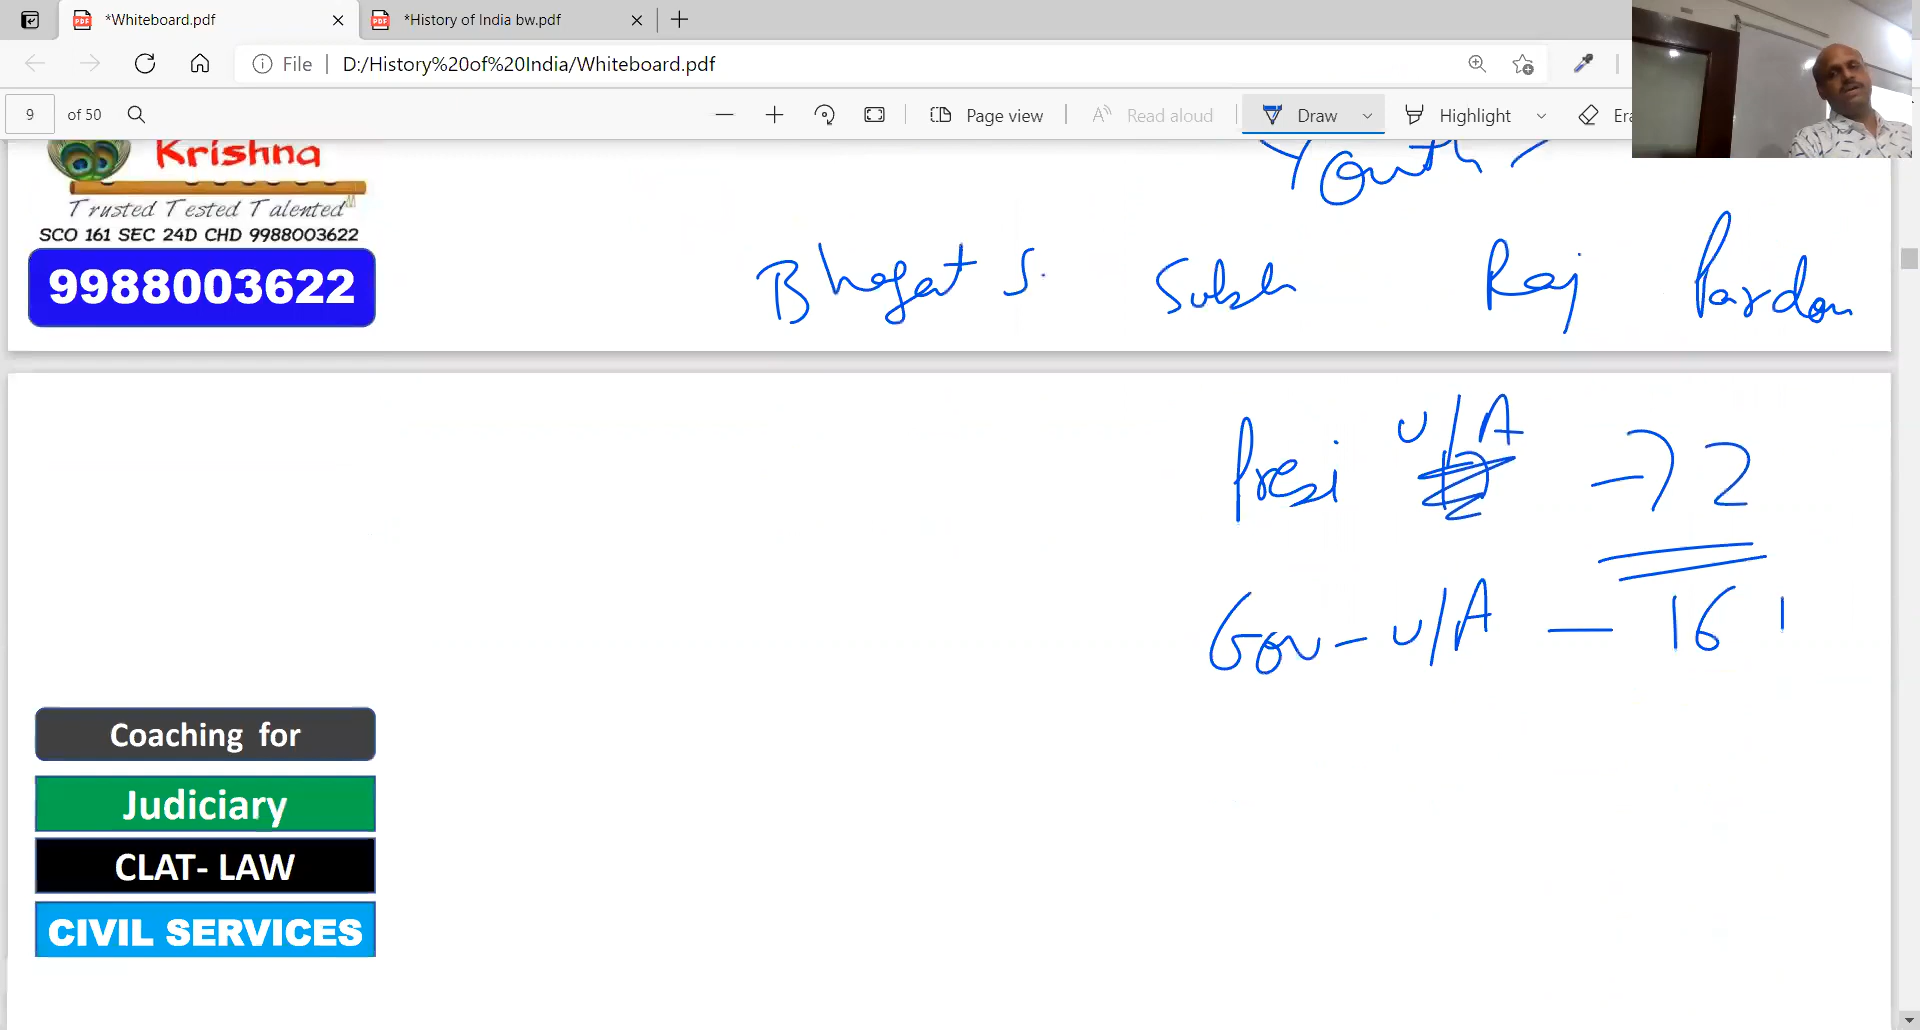 *Whiteboard.pdf
*History of India bw.pdf
File D:/History%20of%20India/Whiteboard.pdf
9 of 50 Page view Read aloud Draw Highlight Era
Krishna
Trusted Tested Talented
SCO 161 SEC 24D CHD 9988003622
9988003622
Youth
Bhagat S. Sukh Raj Pardon
Presi U/A → 72
Gov - U/A — 161
Coaching for
Judiciary
CLAT- LAW
CIVIL SERVICES